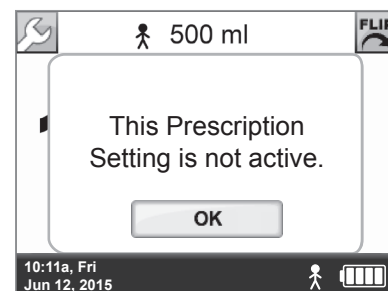 500 ml
FLIP
This Prescription
Setting is not active.
OK
10:11a, Fri
Jun 12, 2015